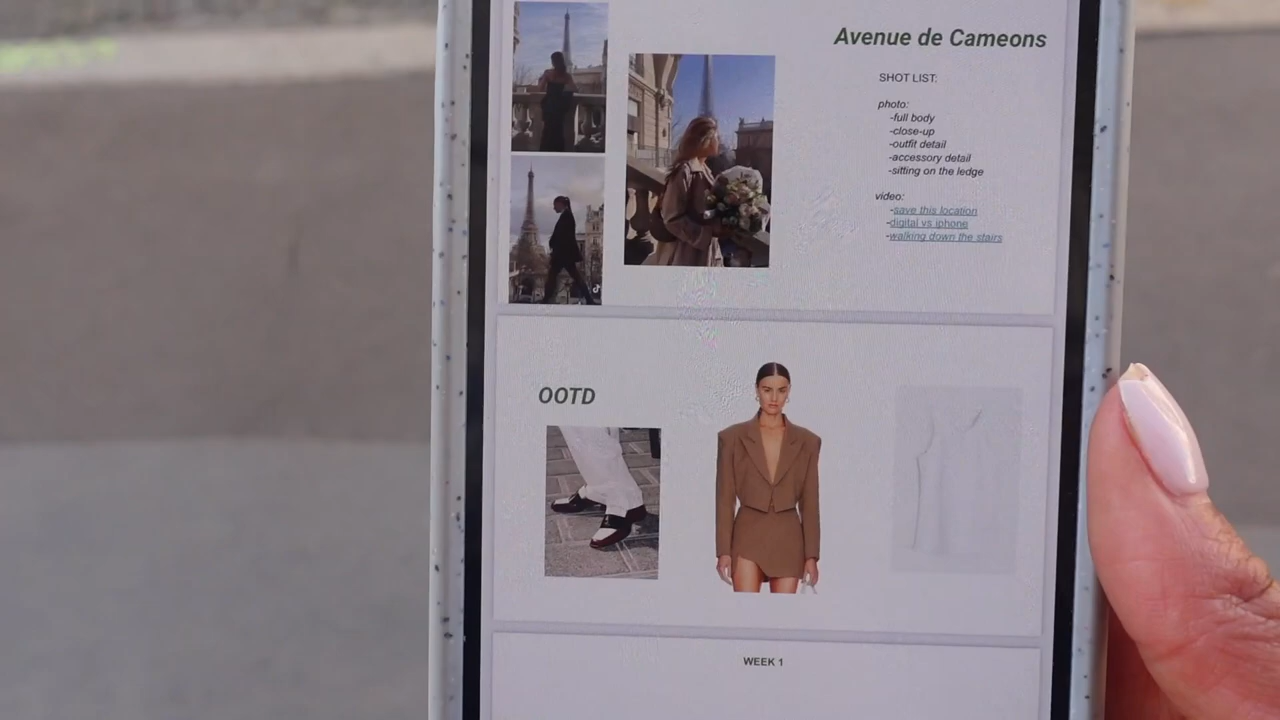 Avenue de Cameons
SHOT LIST:
photo:
-full body
-close-up
-outfit detail
-accessory detail
-sitting on the ledge
video:
-save this location
-digital vs iphone
-walking down the stairs
OOTD
WEEK 1